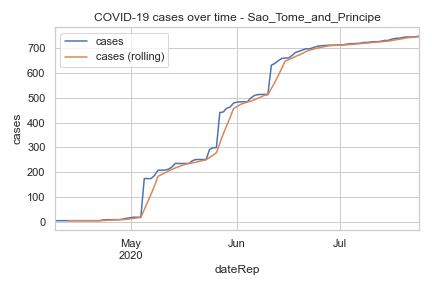 COVID-19 cases over time - Sao_Tome_and_Principe
cases
cases (rolling)
700
600
500
400
300
200
100
0
cases
May
2020
Jun
Jul
dateRep